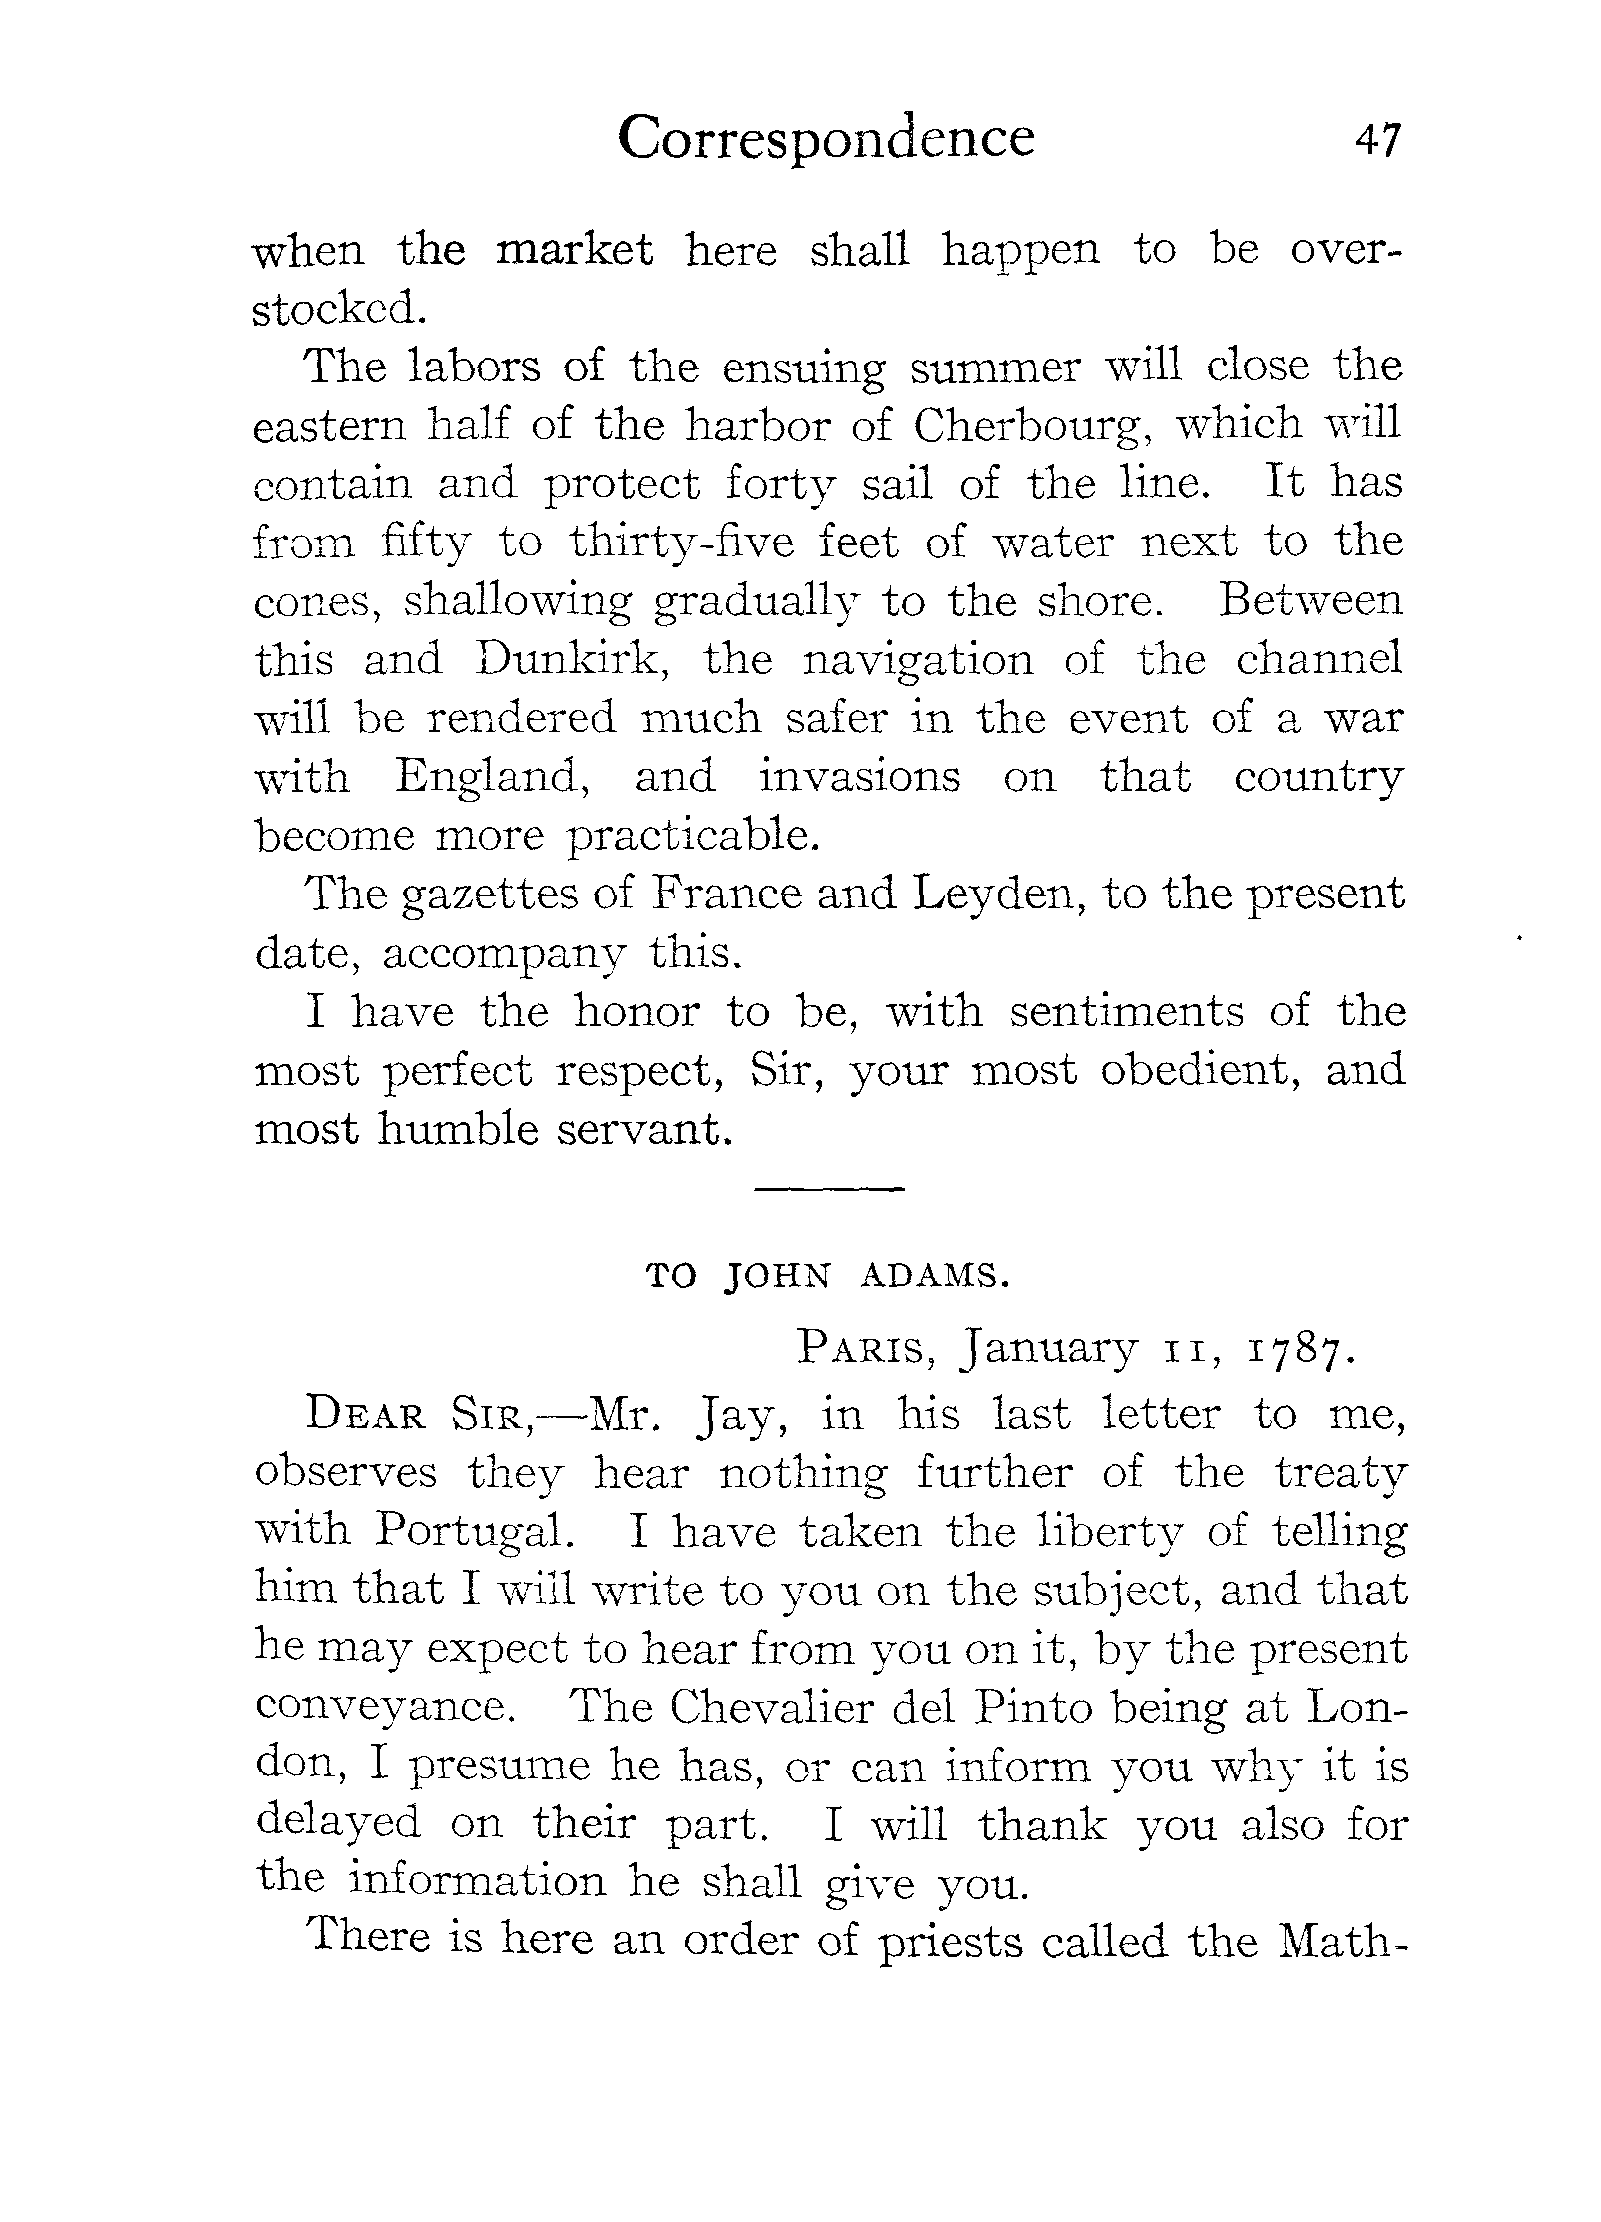 Correspondence 47
when the market here shall happen to be over-
stocked.
The labors of the ensuing summer will close the
eastern half of the harbor of Cherbourg, which will
contain and protect forty sail of the line. It has
from fifty to thirty-five feet of water next to the
cones, shallowing gradually to the shore. Between
this and Dunkirk, the navigation of the channel
will be rendered much safer in the event of a war
with England, and invasions on that country
become more practicable.
The gazettes of France and Leyden, to the present
date, accompany this.
I have the honor to be, with sentiments of the
most perfect respect, Sir, your most obedient, and
most humble servant.
TO JOHN ADAMS.
PARIS, January 11, 1787.
DEAR SIR,—Mr. Jay, in his last letter to me,
observes they hear nothing further of the treaty
with Portugal. I have taken the liberty of telling
him that I will write to you on the subject, and that
he may expect to hear from you on it, by the present
conveyance. The Chevalier del Pinto being at Lon-
don, I presume he has, or can inform you why it is
delayed on their part. I will thank you also for
the information he shall give you.
There is here an order of priests called the Math-